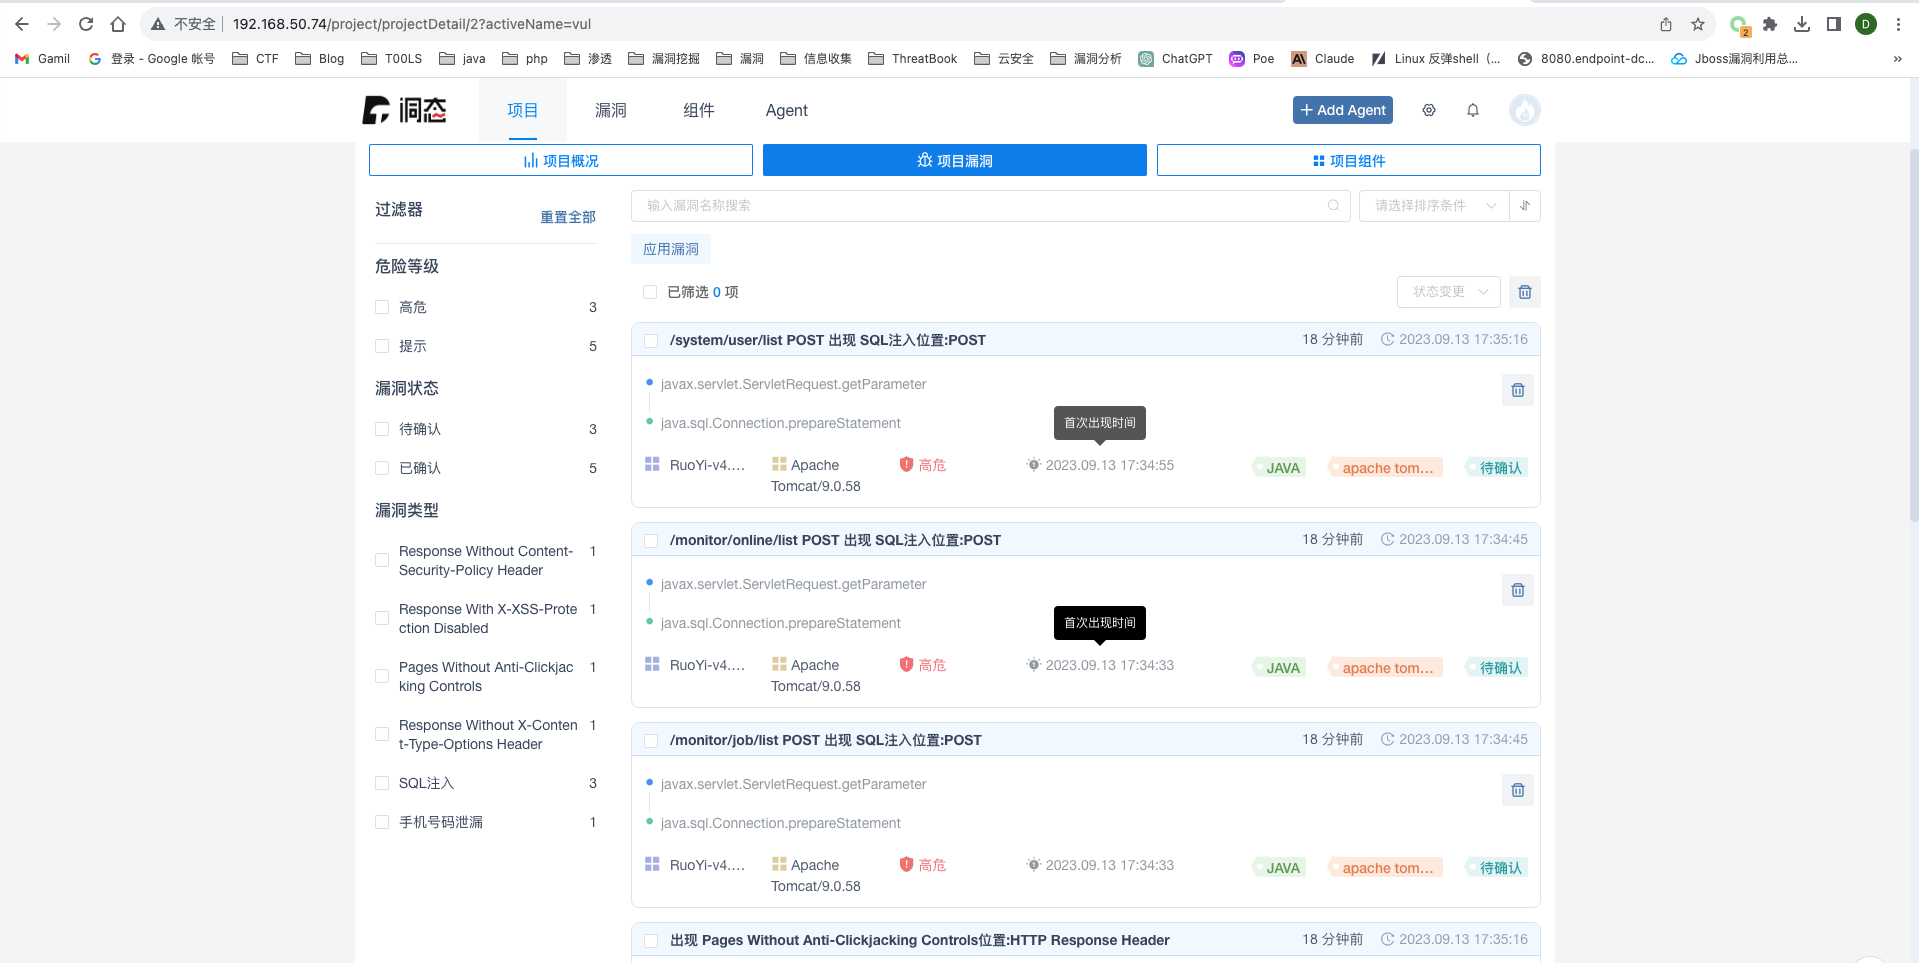 不安全 192.168.50.74/project/projectDetail/2?activeName=vul
2
D
Gamil 登录 - Google 帐号 CTF Blog T00LS java php 渗透 漏洞挖掘 漏洞 信息收集 ThreatBook 云安全 漏洞分析 ChatGPT Poe Claude Linux 反弹shell（... 8080.endpoint-dc... Jboss漏洞利用总... »
洞态 项目 漏洞 组件 Agent + Add Agent
项目概况 项目漏洞 项目组件
过滤器 重置全部
输入漏洞名称搜索 请选择排序条件
应用漏洞
已筛选 0 项 状态变更
危险等级
高危 3
提示 5
漏洞状态
待确认 3
已确认 5
漏洞类型
Response Without Content- 1
Security-Policy Header
Response With X-XSS-Prote 1
ction Disabled
Pages Without Anti-Clickjac 1
king Controls
Response Without X-Conten 1
t-Type-Options Header
SQL注入 3
手机号码泄漏 1
/system/user/list POST 出现 SQL注入位置:POST 18 分钟前 2023.09.13 17:35:16
javax.servlet.ServletRequest.getParameter
java.sql.Connection.prepareStatement
首次出现时间
RuoYi-v4.... Apache 高危 2023.09.13 17:34:55 JAVA apache tom... 待确认
Tomcat/9.0.58
/monitor/online/list POST 出现 SQL注入位置:POST 18 分钟前 2023.09.13 17:34:45
javax.servlet.ServletRequest.getParameter
java.sql.Connection.prepareStatement
首次出现时间
RuoYi-v4.... Apache 高危 2023.09.13 17:34:33 JAVA apache tom... 待确认
Tomcat/9.0.58
/monitor/job/list POST 出现 SQL注入位置:POST 18 分钟前 2023.09.13 17:34:45
javax.servlet.ServletRequest.getParameter
java.sql.Connection.prepareStatement
RuoYi-v4.... Apache 高危 2023.09.13 17:34:33 JAVA apache tom... 待确认
Tomcat/9.0.58
出现 Pages Without Anti-Clickjacking Controls位置:HTTP Response Header 18 分钟前 2023.09.13 17:35:16